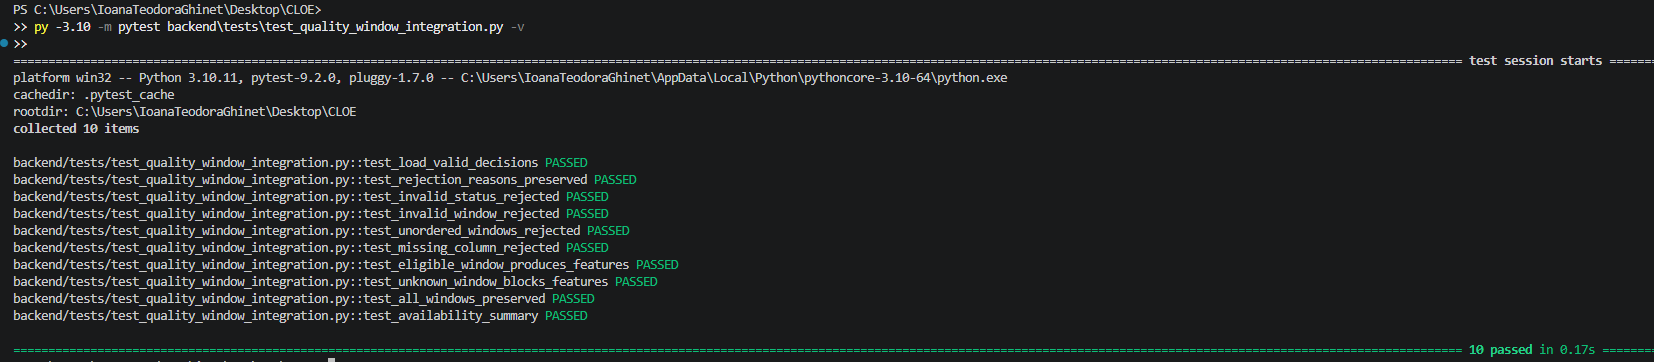 PS C:\Users\IoanaTeodoraGhinet\Desktop\CLOE>
>> py -3.10 -m pytest backend\tests\test_quality_window_integration.py -v
>>
test session starts
platform win32 -- Python 3.10.11, pytest-9.2.0, pluggy-1.7.0 -- C:\Users\IoanaTeodoraGhinet\AppData\Local\Python\pythoncore-3.10-64\python.exe
cachedir: .pytest_cache
rootdir: C:\Users\IoanaTeodoraGhinet\Desktop\CLOE
collected 10 items
backend/tests/test_quality_window_integration.py::test_load_valid_decisions PASSED
backend/tests/test_quality_window_integration.py::test_rejection_reasons_preserved PASSED
backend/tests/test_quality_window_integration.py::test_invalid_status_rejected PASSED
backend/tests/test_quality_window_integration.py::test_invalid_window_rejected PASSED
backend/tests/test_quality_window_integration.py::test_unordered_windows_rejected PASSED
backend/tests/test_quality_window_integration.py::test_missing_column_rejected PASSED
backend/tests/test_quality_window_integration.py::test_eligible_window_produces_features PASSED
backend/tests/test_quality_window_integration.py::test_unknown_window_blocks_features PASSED
backend/tests/test_quality_window_integration.py::test_all_windows_preserved PASSED
backend/tests/test_quality_window_integration.py::test_availability_summary PASSED
10 passed in 0.17s